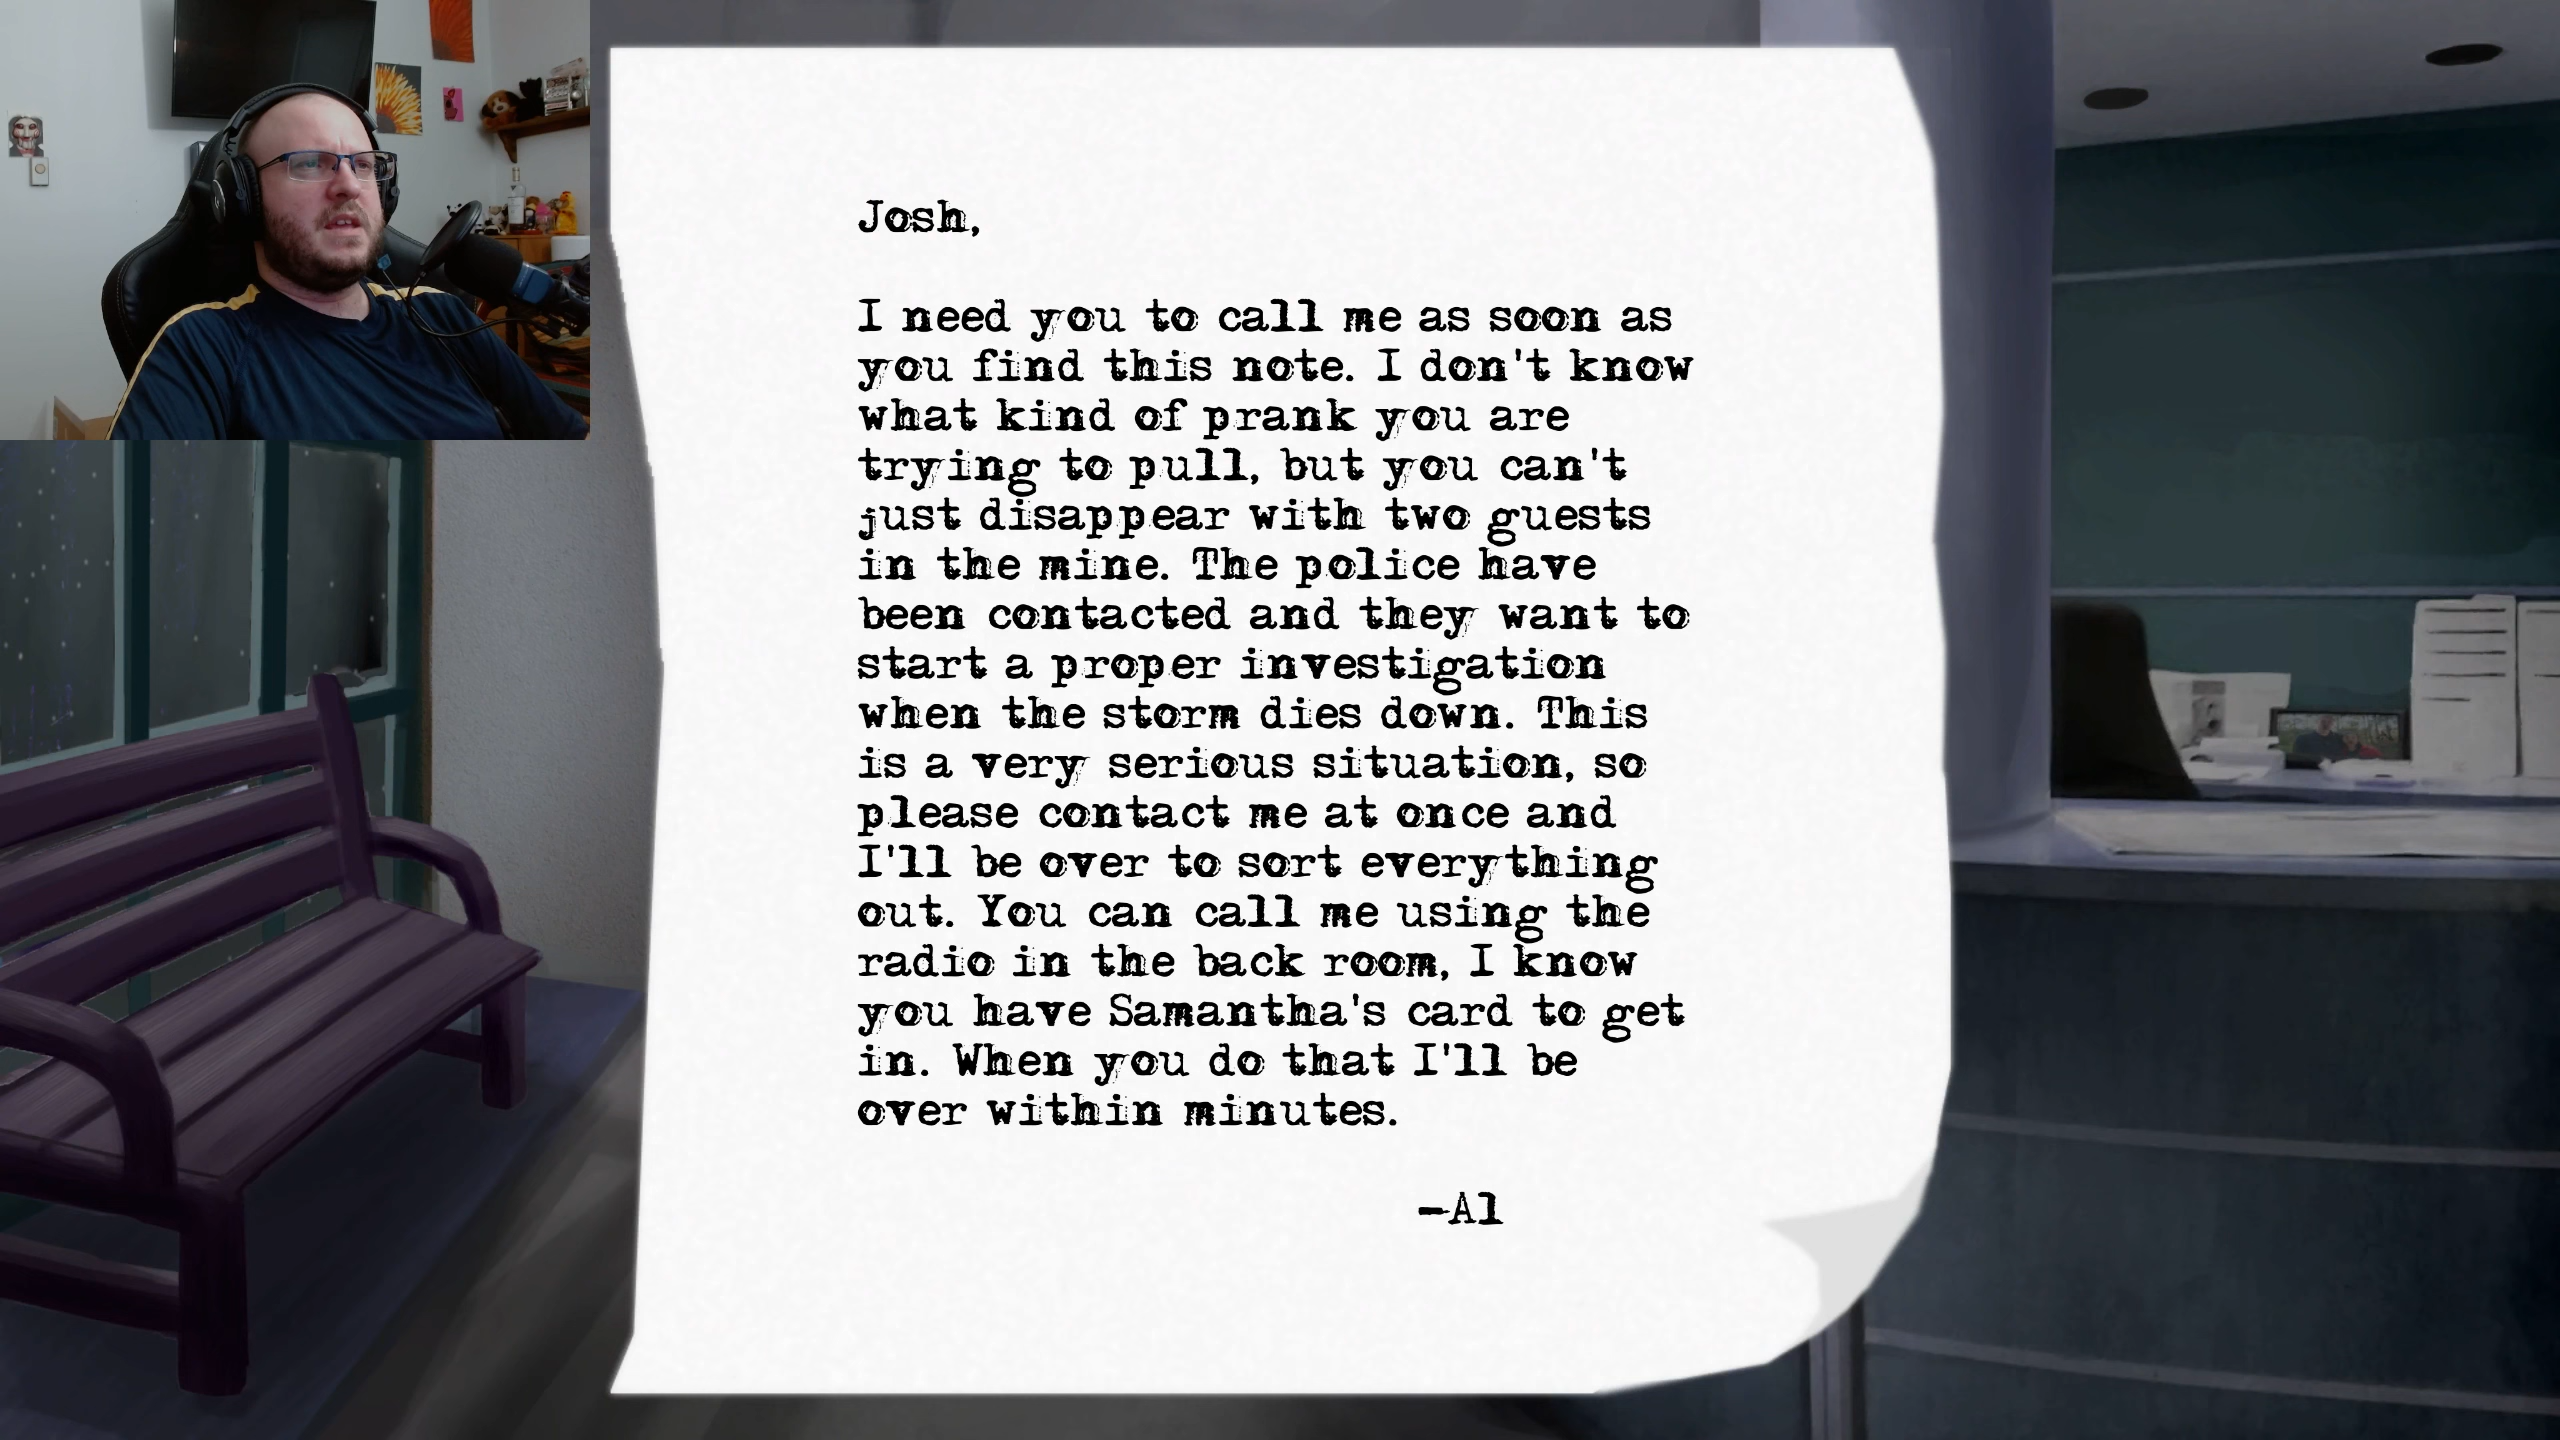 Josh,
I need you to call me as soon as
you find this note. I don't know
what kind of prank you are
trying to pull, but you can't
just disappear with two guests
in the mine. The police have
been contacted and they want to
start a proper investigation
when the storm dies down. This
is a very serious situation, so
please contact me at once and
I'll be over to sort everything
out. You can call me using the
radio in the back room, I know
you have Samantha's card to get
in. When you do that I'll be
over within minutes.
—Al